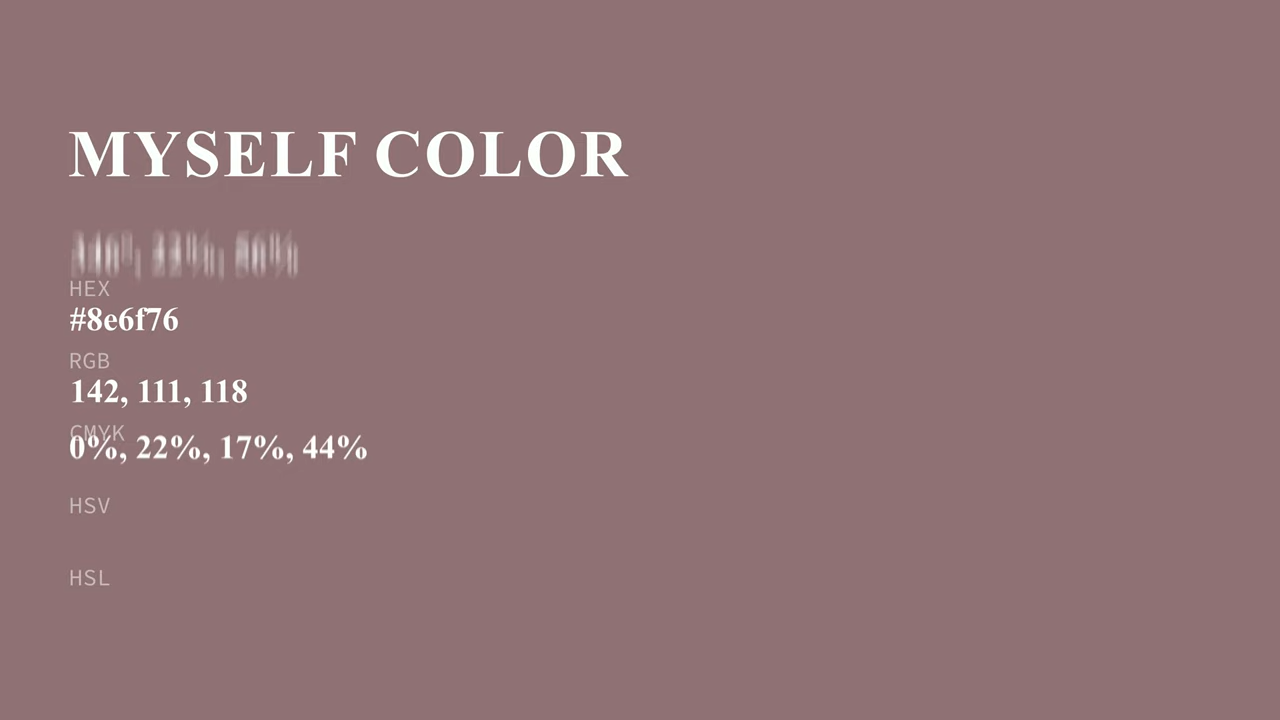 MYSELF COLOR
HEX
#8e6f76
RGB
142, 111, 118
CMYK
0%, 22%, 17%, 44%
HSV
HSL